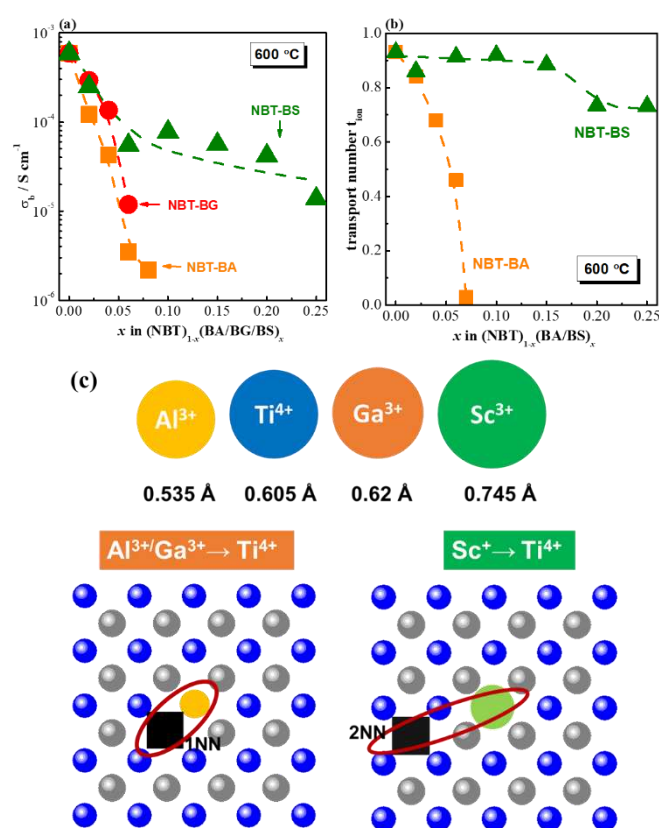 (a)
600 °C
NBT-BS
NBT-BG
NBT-BA
σb / S cm-1
10-3
10-4
10-5
10-6
0.00 0.05 0.10 0.15 0.20 0.25
x in (NBT)1-x(BA/BG/BS)x
(b)
600 °C
NBT-BS
NBT-BA
transport number tion
1.0
0.8
0.6
0.4
0.2
0.0
0.00 0.05 0.10 0.15 0.20 0.25
x in (NBT)1-x(BA/BS)x
(c)
Al3+ Ti4+ Ga3+ Sc3+
0.535 Å 0.605 Å 0.62 Å 0.745 Å
Al3+/Ga3+→ Ti4+
Sc+→ Ti4+
1NN
2NN